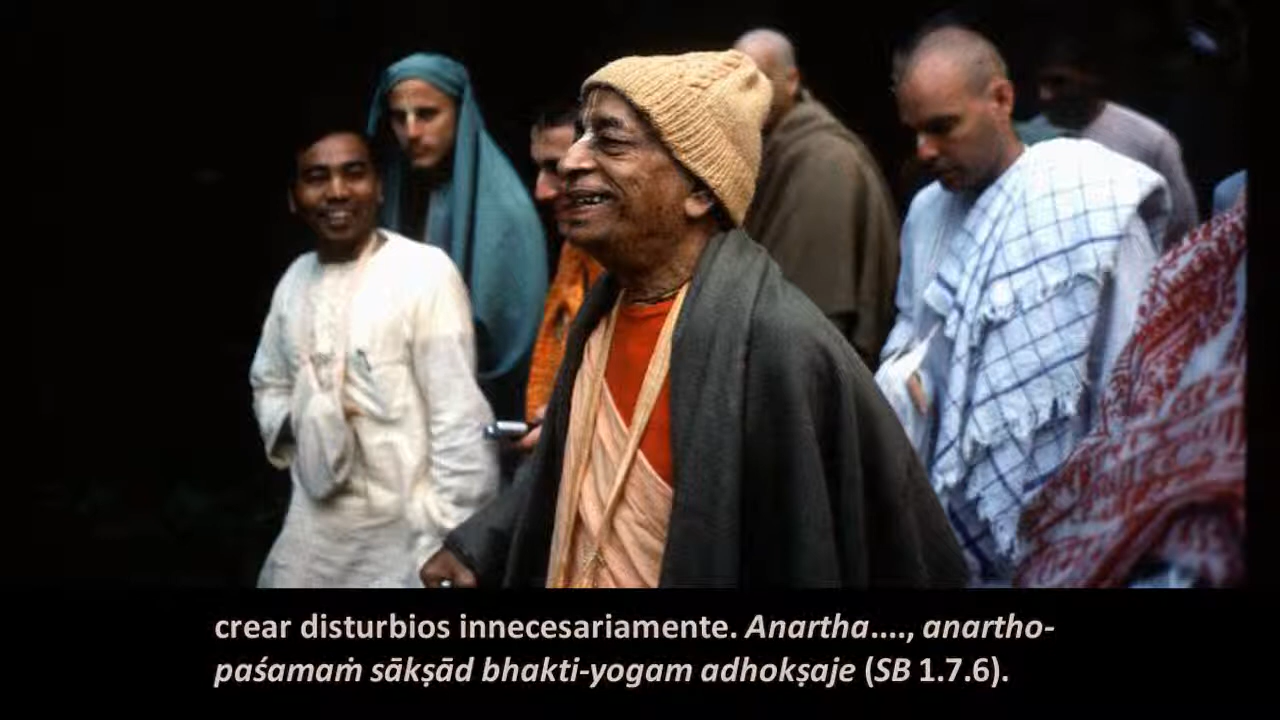 crear disturbios innecesariamente. Anartha...., anartho-
paśamaṁ sākṣād bhakti-yogam adhokṣaje (SB 1.7.6).